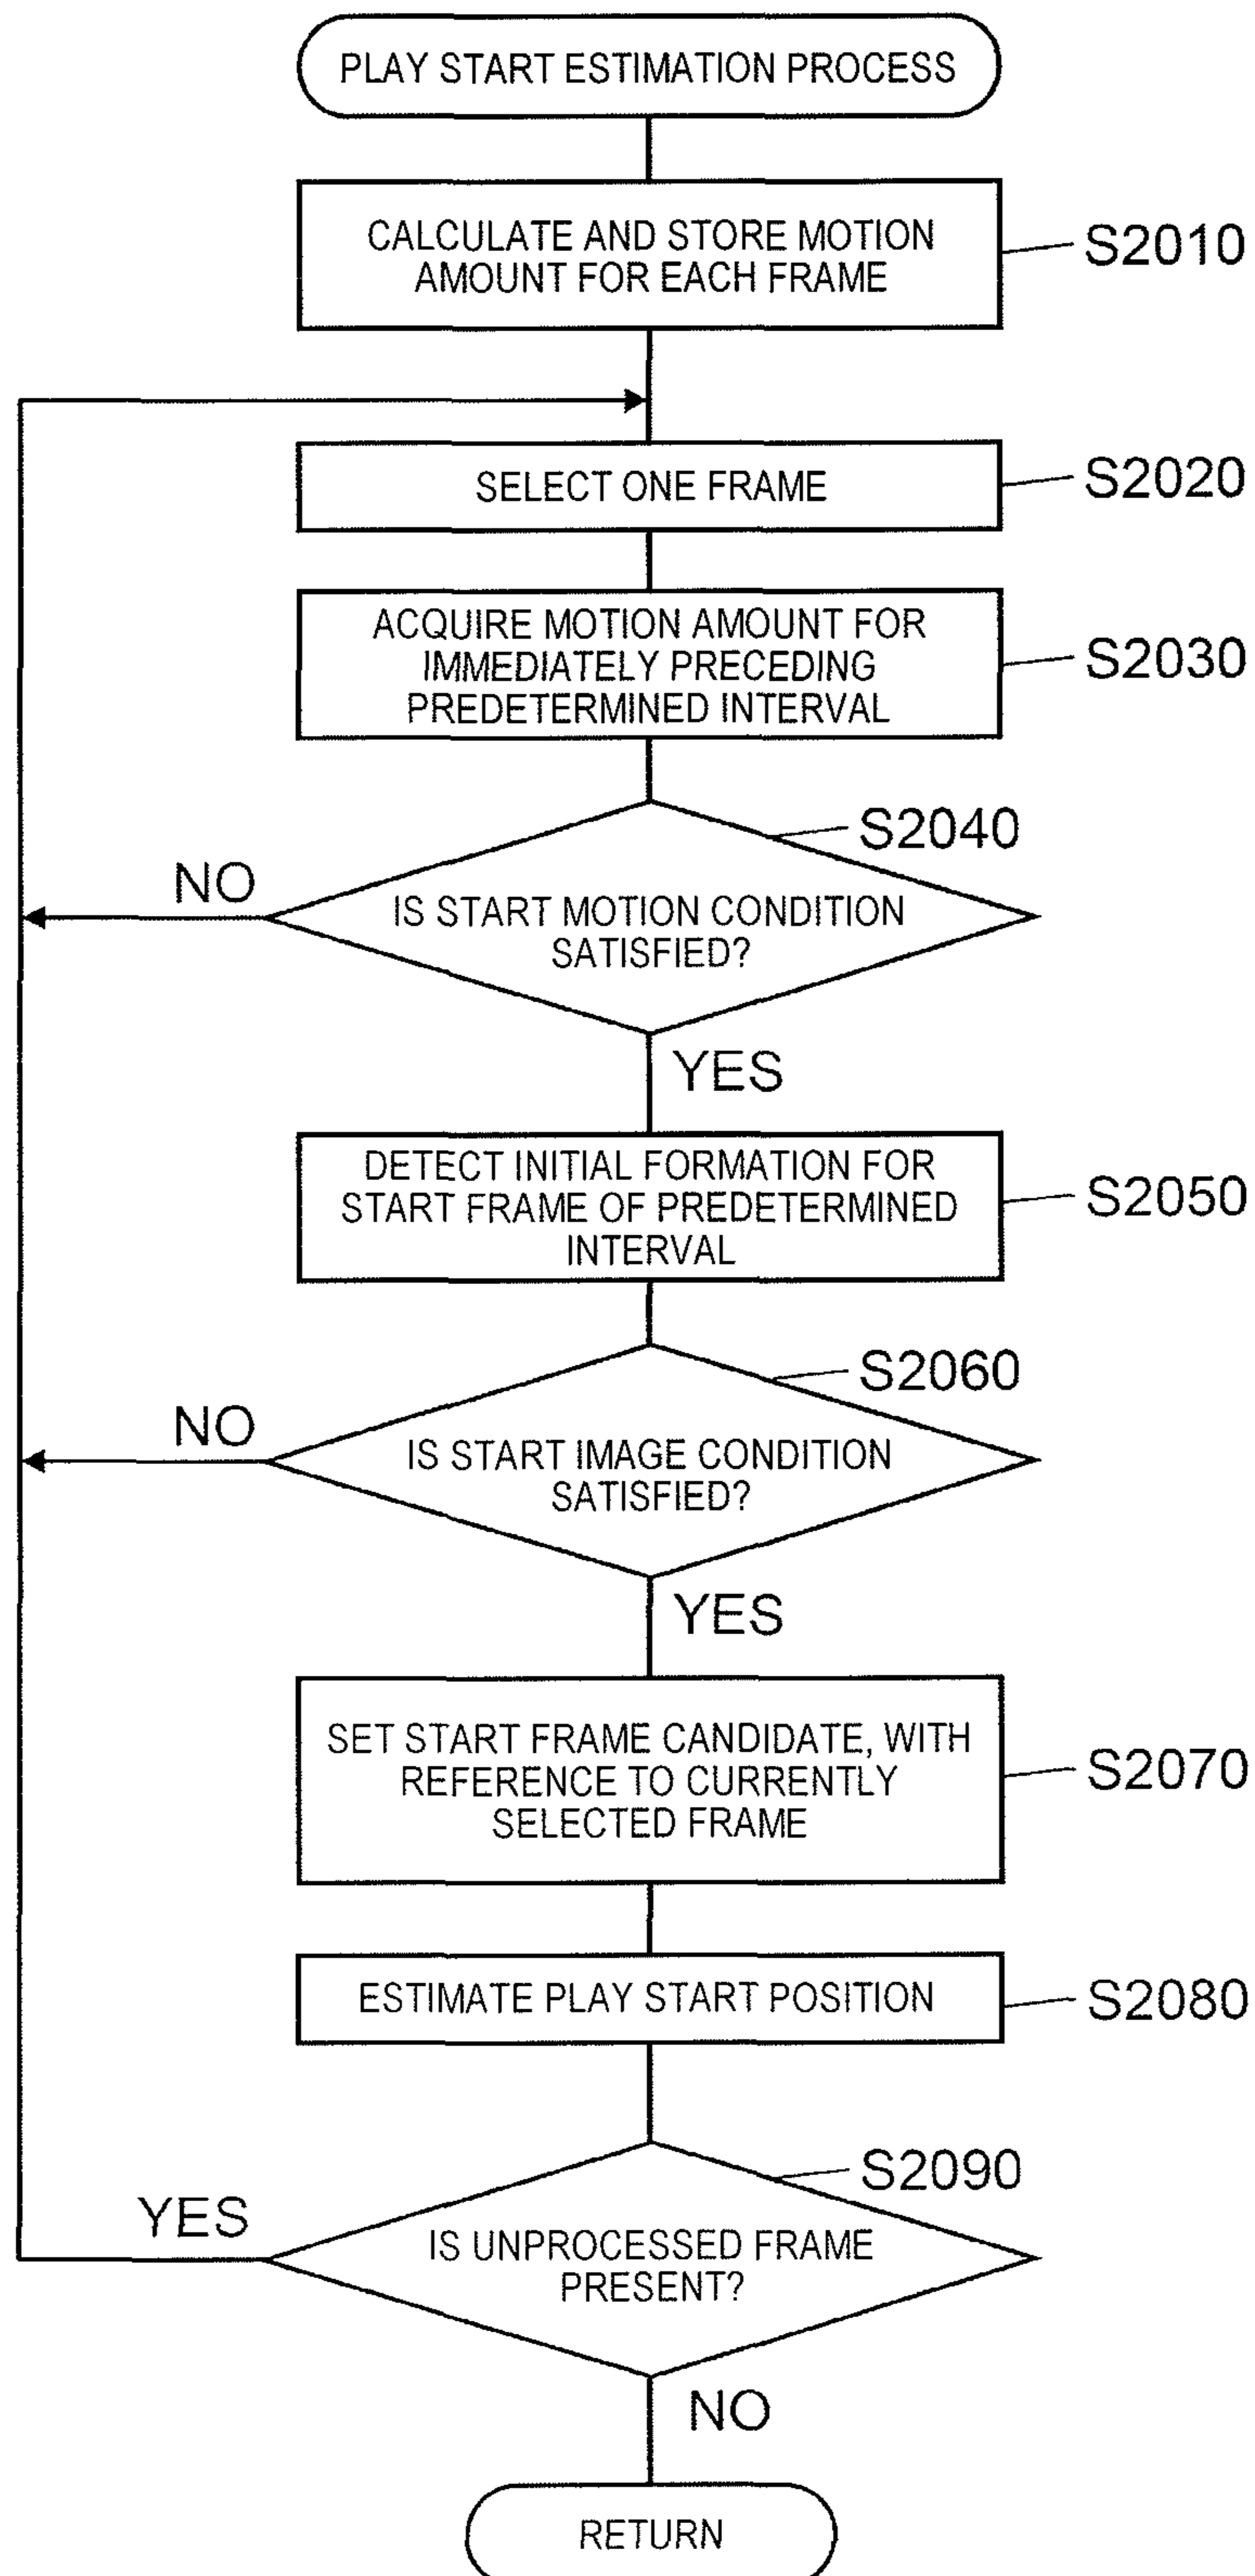 PLAY START ESTIMATION PROCESS
CALCULATE AND STORE MOTION
AMOUNT FOR EACH FRAME
S2010
SELECT ONE FRAME
S2020
ACQUIRE MOTION AMOUNT FOR
IMMEDIATELY PRECEDING
PREDETERMINED INTERVAL
S2030
S2040
NO
IS START MOTION CONDITION
SATISFIED?
YES
DETECT INITIAL FORMATION FOR
START FRAME OF PREDETERMINED
INTERVAL
S2050
S2060
NO
IS START IMAGE CONDITION
SATISFIED?
YES
SET START FRAME CANDIDATE, WITH
REFERENCE TO CURRENTLY
SELECTED FRAME
S2070
ESTIMATE PLAY START POSITION
S2080
S2090
YES
IS UNPROCESSED FRAME
PRESENT?
NO
RETURN